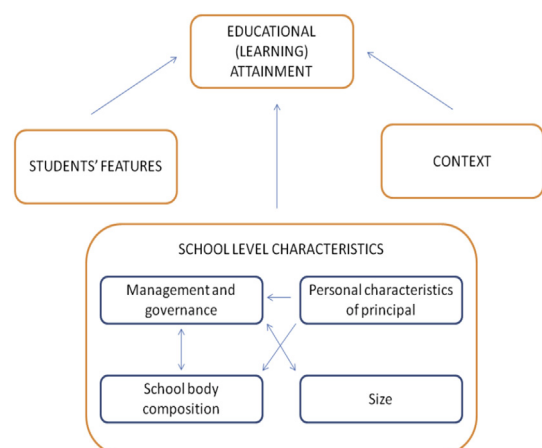 EDUCATIONAL
(LEARNING)
ATTAINMENT
STUDENTS' FEATURES
CONTEXT
SCHOOL LEVEL CHARACTERISTICS
Management and
governance
Personal characteristics
of principal
School body
composition
Size